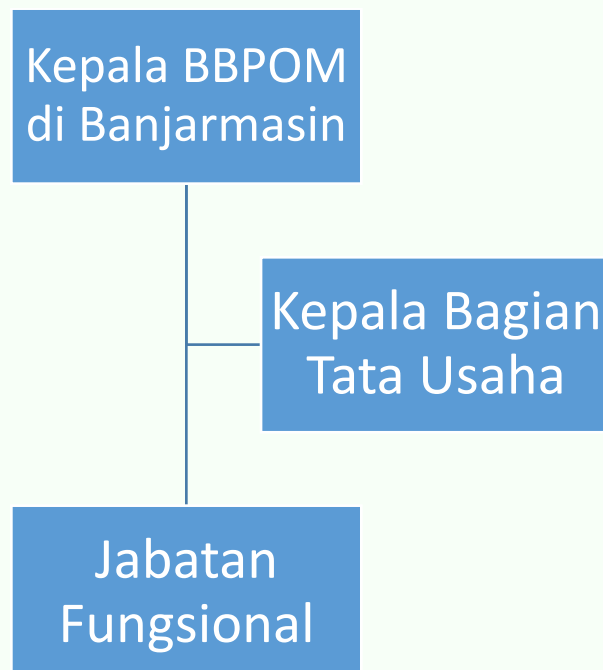 Kepala BBPOM
di Banjarmasin
Kepala Bagian
Tata Usaha
Jabatan
Fungsional